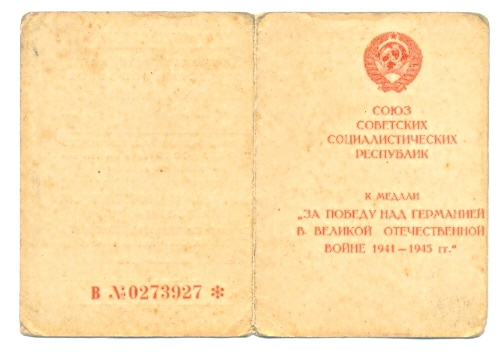 В №0273927 *
СОЮЗ
СОВЕТСКИХ
СОЦИАЛИСТИЧЕСКИХ
РЕСПУБЛИК
К МЕДАЛИ
„ЗА ПОБЕДУ НАД ГЕРМАНИЕЙ
В ВЕЛИКОЙ ОТЕЧЕСТВЕННОЙ
ВОЙНЕ 1941—1945 гг.“